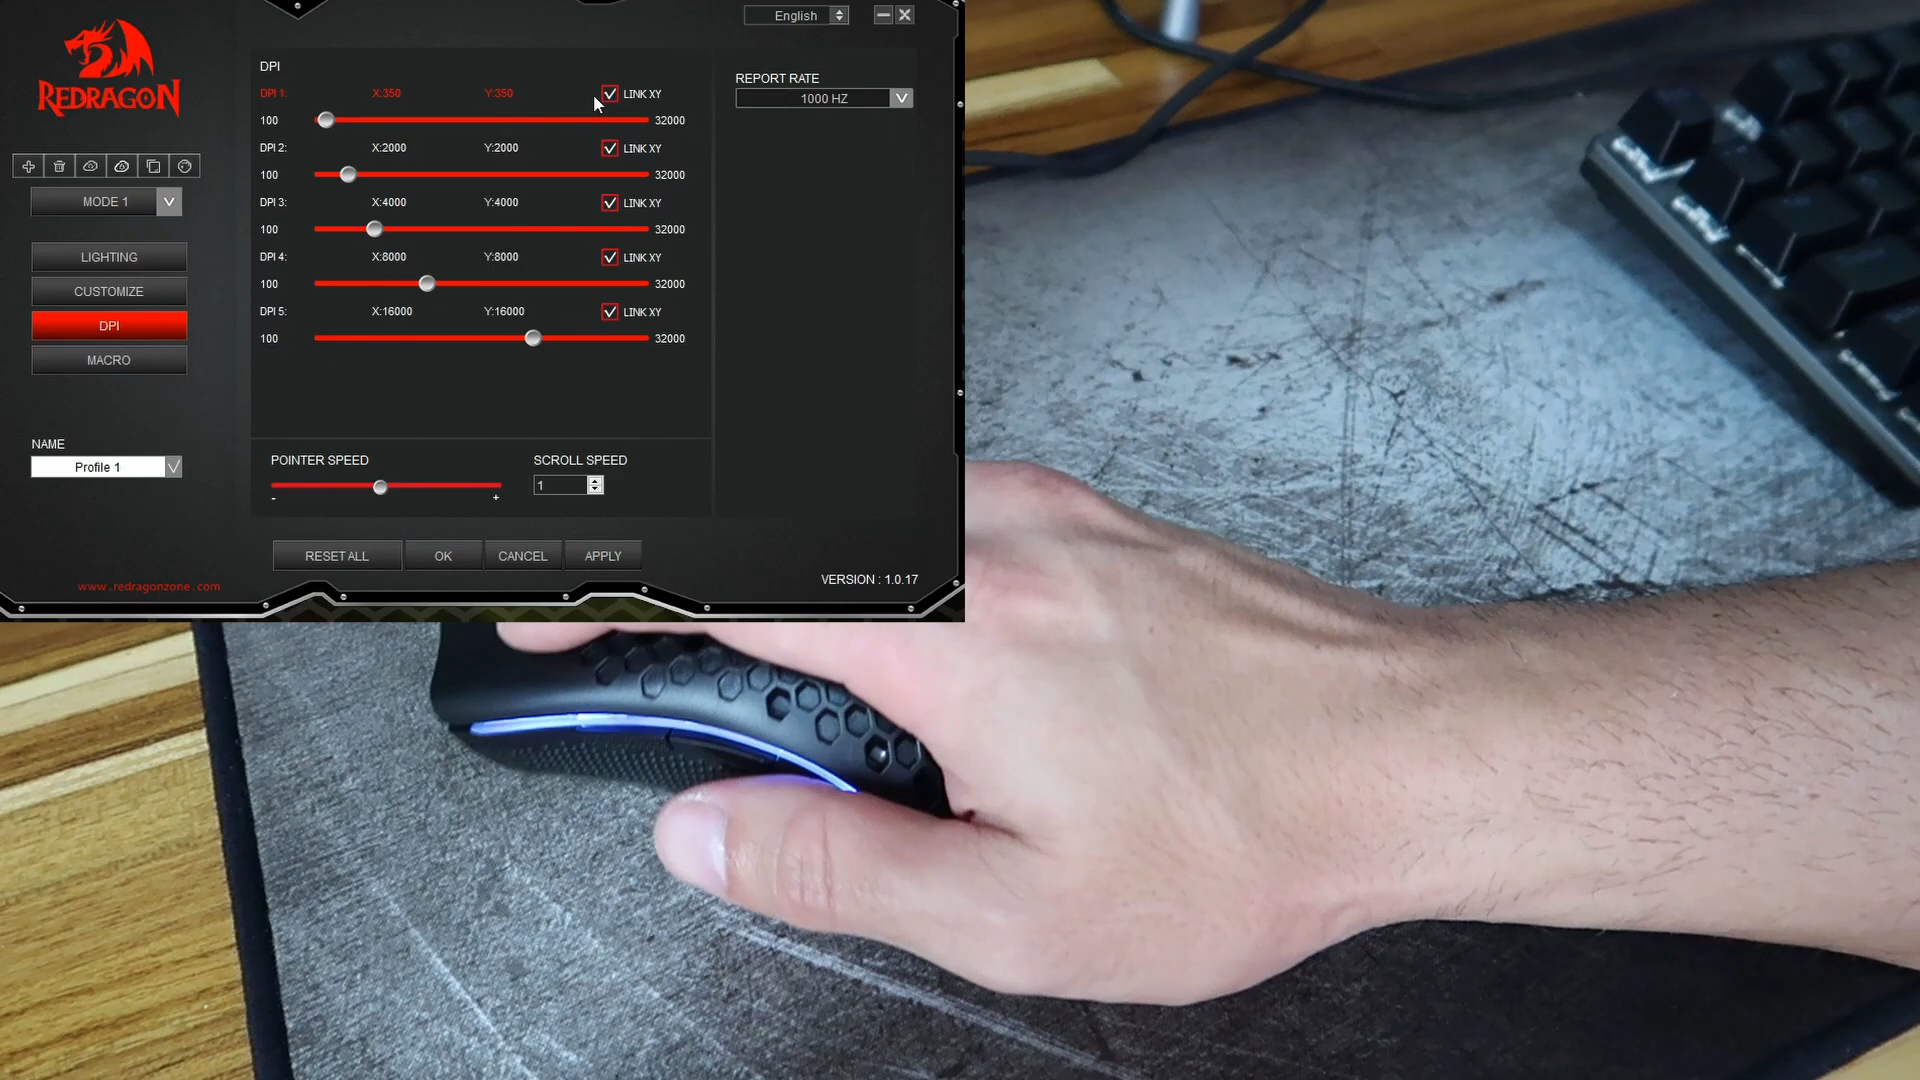 REDRAGON
English
DPI
DPI 1: X:350 Y:350 LINK XY
100 32000
DPI 2: X:2000 Y:2000 LINK XY
100 32000
DPI 3: X:4000 Y:4000 LINK XY
100 32000
DPI 4: X:8000 Y:8000 LINK XY
100 32000
DPI 5: X:16000 Y:16000 LINK XY
100 32000
REPORT RATE
1000 HZ
MODE 1
LIGHTING
CUSTOMIZE
DPI
MACRO
NAME
Profile 1
POINTER SPEED
- +
SCROLL SPEED
1
RESET ALL OK CANCEL APPLY
www.redragonzone.com
VERSION : 1.0.17